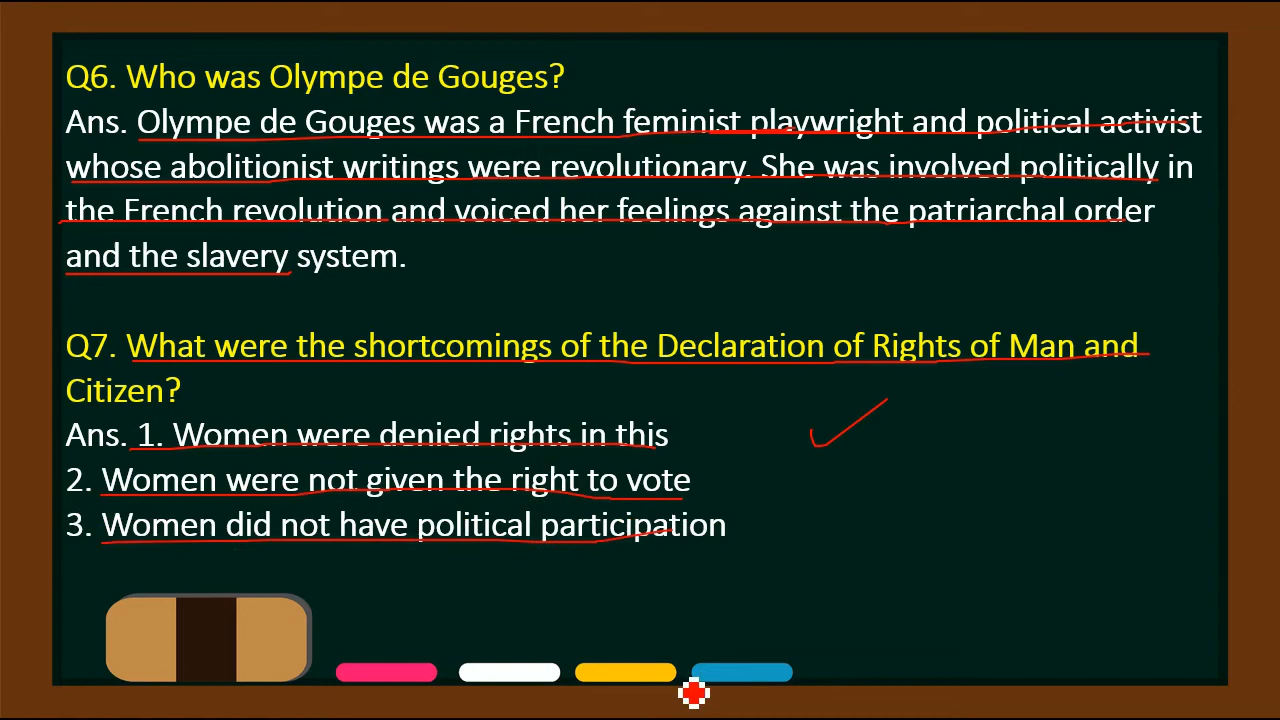 Q6. Who was Olympe de Gouges?
Ans. Olympe de Gouges was a French feminist playwright and political activist
whose abolitionist writings were revolutionary. She was involved politically in
the French revolution and voiced her feelings against the patriarchal order
and the slavery system.
Q7. What were the shortcomings of the Declaration of Rights of Man and
Citizen?
Ans. 1. Women were denied rights in this
2. Women were not given the right to vote
3. Women did not have political participation